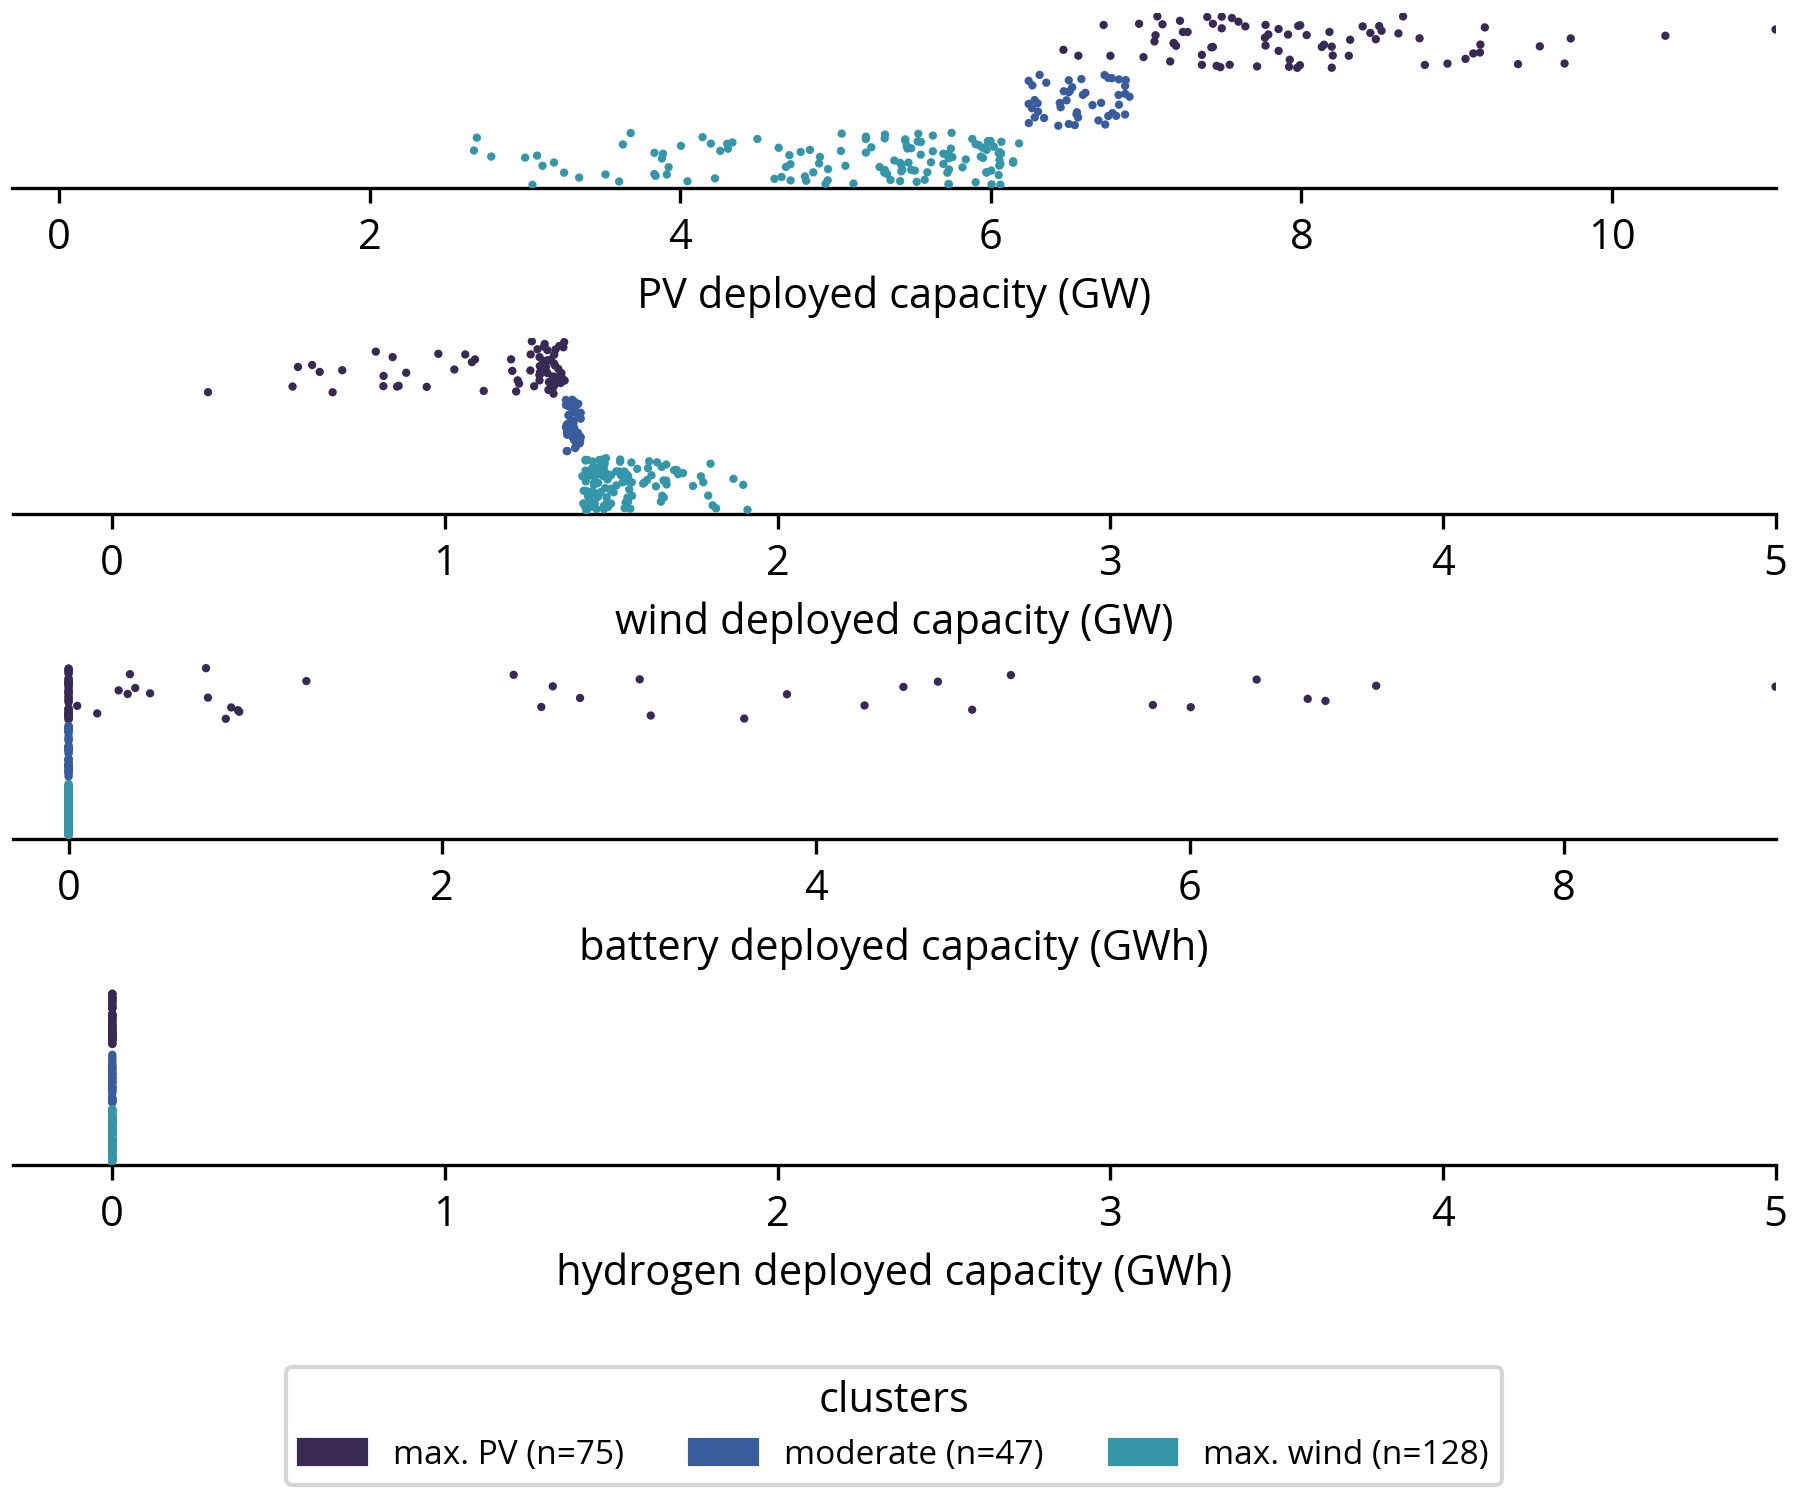 0 2 4 6 8 10
PV deployed capacity (GW)
0 1 2 3 4 5
wind deployed capacity (GW)
0 2 4 6 8
battery deployed capacity (GWh)
0 1 2 3 4 5
hydrogen deployed capacity (GWh)
clusters
max. PV (n=75) moderate (n=47) max. wind (n=128)